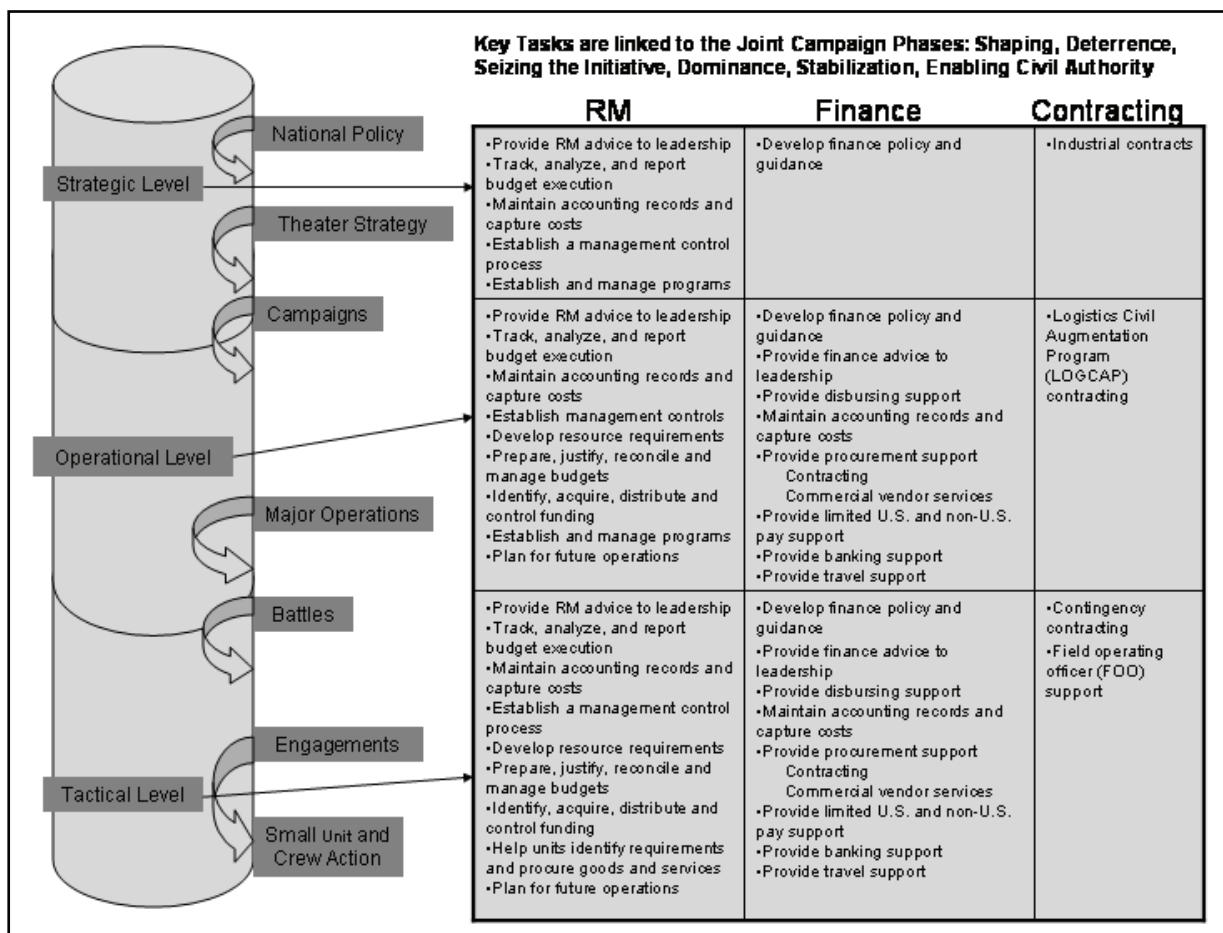 Key Tasks are linked to the Joint Campaign Phases: Shaping, Deterrence,
Seizing the Initiative, Dominance, Stabilization, Enabling Civil Authority
National Policy
Strategic Level
Theater Strategy
Campaigns
Operational Level
Major Operations
Battles
Engagements
Tactical Level
Small Unit and
Crew Action
RM
Finance
Contracting
•Provide RM advice to leadership
•Track, analyze, and report
budget execution
•Maintain accounting records and
capture costs
•Establish a management control
process
•Establish and manage programs
•Develop finance policy and
guidance
•Industrial contracts
•Provide RM advice to leadership
•Track, analyze, and report
budget execution
•Maintain accounting records and
capture costs
•Establish management controls
•Develop resource requirements
•Prepare, justify, reconcile and
manage budgets
•Identify, acquire, distribute and
control funding
•Establish and manage programs
•Plan for future operations
•Develop finance policy and
guidance
•Provide finance advice to
leadership
•Provide disbursing support
•Maintain accounting records and
capture costs
•Provide procurement support
Contracting
Commercial vendor services
•Provide limited U.S. and non-U.S.
pay support
•Provide banking support
•Provide travel support
•Logistics Civil
Augmentation
Program
(LOGCAP)
contracting
•Provide RM advice to leadership
•Track, analyze, and report
budget execution
•Maintain accounting records and
capture costs
•Establish a management control
process
•Develop resource requirements
•Prepare, justify, reconcile and
manage budgets
•Identify, acquire, distribute and
control funding
•Help units identify requirements
and procure goods and services
•Plan for future operations
•Develop finance policy and
guidance
•Provide finance advice to
leadership
•Provide disbursing support
•Maintain accounting records and
capture costs
•Provide procurement support
Contracting
Commercial vendor services
•Provide limited U.S. and non-U.S.
pay support
•Provide banking support
•Provide travel support
•Contingency
contracting
•Field operating
officer (FOO)
support